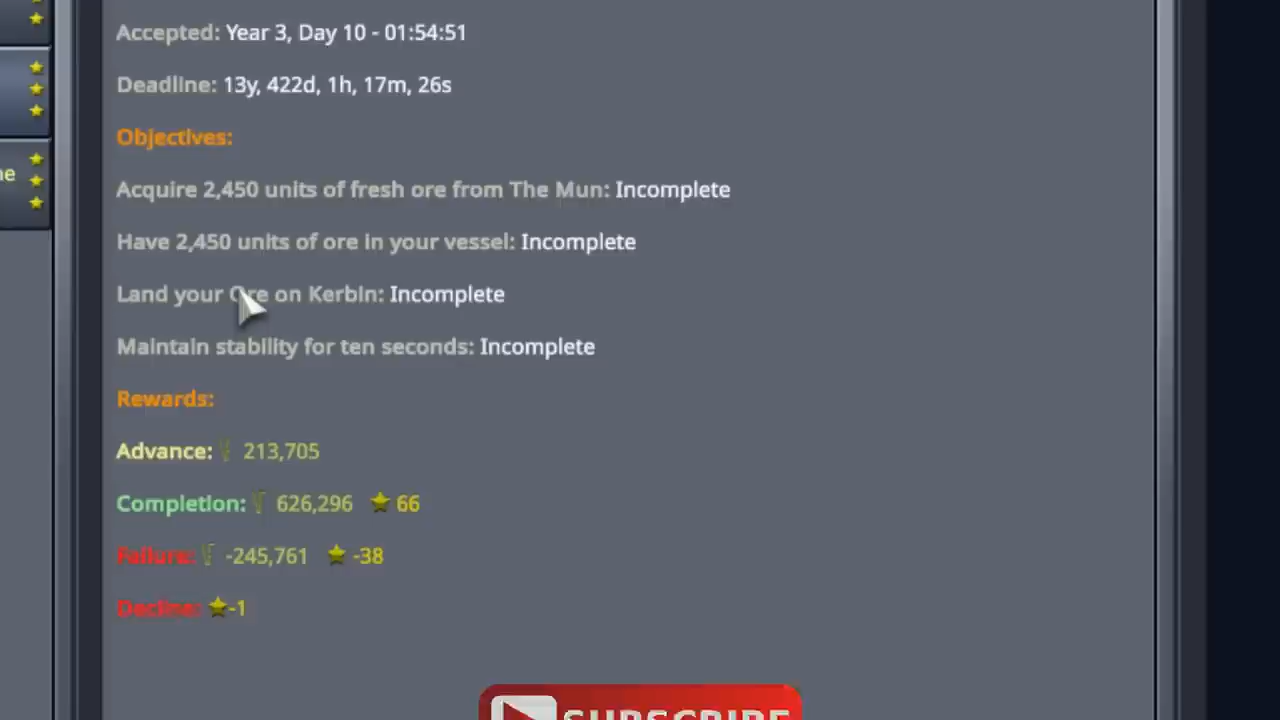 Accepted: Year 3, Day 10 - 01:54:51
Deadline: 13y, 422d, 1h, 17m, 26s
Objectives:
Acquire 2,450 units of fresh ore from The Mun: Incomplete
Have 2,450 units of ore in your vessel: Incomplete
ne
Land your Ore on Kerbin: Incomplete
Maintain stability for ten seconds: Incomplete
Rewards:
Advance: 213,705
Completion: 626,296 66
Failure: -245,761 -38
Decline: -1
SUBSCRIBE